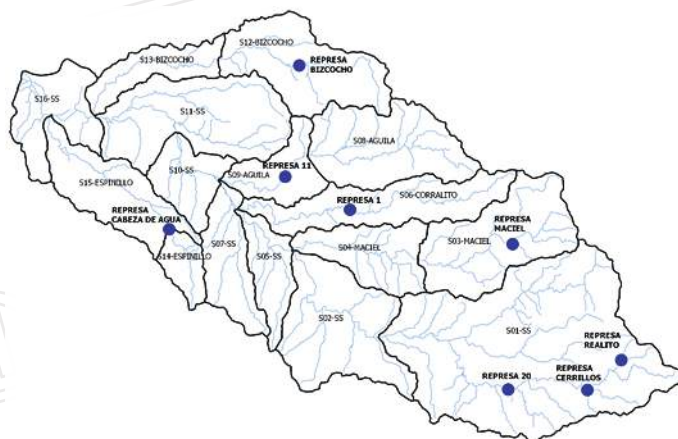 S12-BIZCOCHO
REPRESA
BIZCOCHO
S13-BIZCOCHO
S16-SS
S11-SS
S08-AGUILA
S10-SS
REPRESA 11
S09-AGUILA
S15-ESPINILLO
S06-CORRALITO
REPRESA 1
REPRESA
CABEZA DE AGUA
REPRESA
MACIEL
S03-MACIEL
S07-SS
S04-MACIEL
S14-ESPINILLO
S05-SS
S02-SS
S01-SS
REPRESA
REALITO
REPRESA 20
REPRESA
CERRILLOS